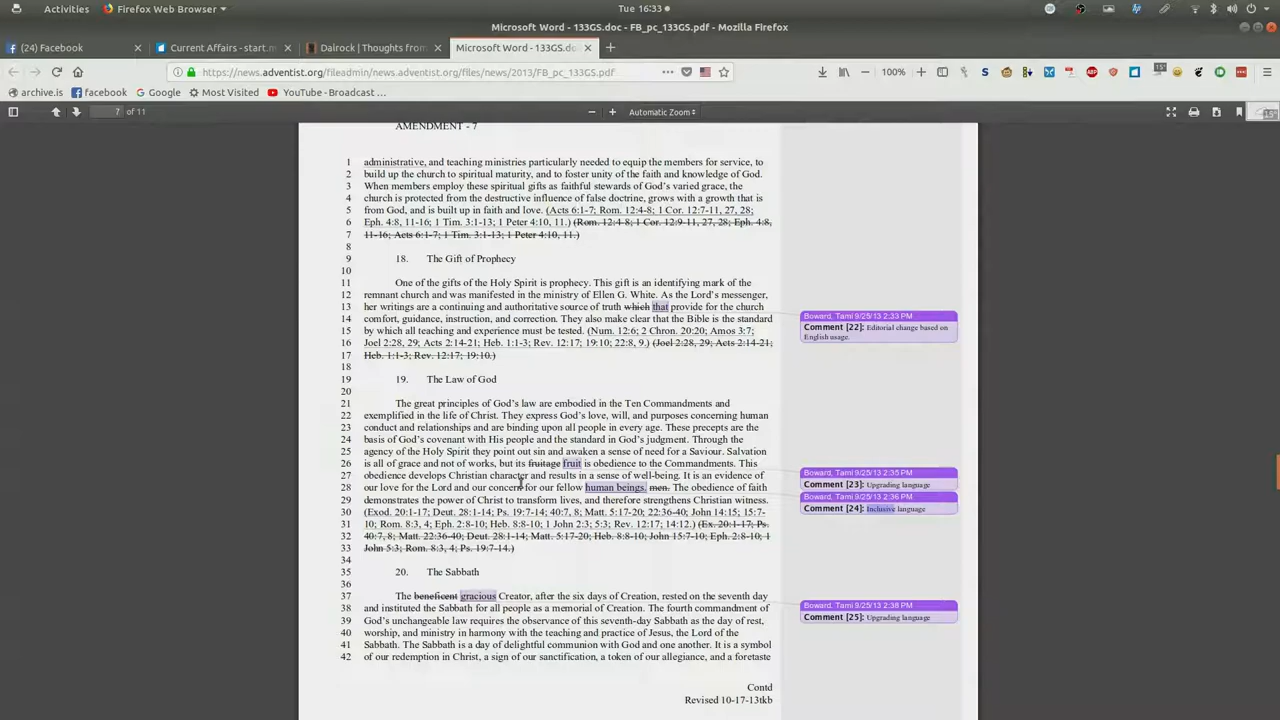 Activities Firefox Web Browser Tue 16:33
Microsoft Word - 133GS.doc - FB_pc_133GS.pdf - Mozilla Firefox
(24) Facebook Current Affairs - start.m Dalrock | Thoughts from Microsoft Word - 133GS.do
https://news.adventist.org/fileadmin/news.adventist.org/files/news/2013/FB_pc_133GS.pdf 100%
archive.is facebook Google Most Visited YouTube - Broadcast ...
7 of 11 Automatic Zoom
AMENDMENT - 7
1 administrative, and teaching ministries particularly needed to equip the members for service, to
2 build up the church to spiritual maturity, and to foster unity of the faith and knowledge of God.
3 When members employ these spiritual gifts as faithful stewards of God's varied grace, the
4 church is protected from the destructive influence of false doctrine, grows with a growth that is
5 from God, and is built up in faith and love. (Acts 6:1-7; Rom. 12:4-8; 1 Cor. 12:7-11, 27, 28;
6 Eph. 4:8, 11-16; 1 Tim. 3:1-13; 1 Peter 4:10, 11.) (Rom. 12:4-8; 1 Cor. 12:9-11, 27, 28; Eph. 4:8,
7 11-16; Acts 6:1-7; 1 Tim. 3:1-13; 1 Peter 4:10, 11.)
8
9 18. The Gift of Prophecy
10
11 One of the gifts of the Holy Spirit is prophecy. This gift is an identifying mark of the
12 remnant church and was manifested in the ministry of Ellen G. White. As the Lord's messenger,
13 her writings are a continuing and authoritative source of truth which that provide for the church
14 comfort, guidance, instruction, and correction. They also make clear that the Bible is the standard
15 by which all teaching and experience must be tested. (Num. 12:6; 2 Chron. 20:20; Amos 3:7;
16 Joel 2:28, 29; Acts 2:14-21; Heb. 1:1-3; Rev. 12:17; 19:10; 22:8, 9.) (Joel 2:28, 29; Acts 2:14-21;
17 Heb. 1:1-3; Rev. 12:17; 19:10.)
18
19 19. The Law of God
20
21 The great principles of God's law are embodied in the Ten Commandments and
22 exemplified in the life of Christ. They express God's love, will, and purposes concerning human
23 conduct and relationships and are binding upon all people in every age. These precepts are the
24 basis of God's covenant with His people and the standard in God's judgment. Through the
25 agency of the Holy Spirit they point out sin and awaken a sense of need for a Saviour. Salvation
26 is all of grace and not of works, but its fruitage fruit is obedience to the Commandments. This
27 obedience develops Christian character and results in a sense of well-being. It is an evidence of
28 our love for the Lord and our concern for our fellow human beings. men. The obedience of faith
29 demonstrates the power of Christ to transform lives, and therefore strengthens Christian witness.
30 (Exod. 20:1-17; Deut. 28:1-14; Ps. 19:7-14; 40:7, 8; Matt. 5:17-20; 22:36-40; John 14:15; 15:7-
31 10; Rom. 8:3, 4; Eph. 2:8-10; Heb. 8:8-10; 1 John 2:3; 5:3; Rev. 12:17; 14:12.) (Ex. 20:1-17; Ps.
32 40:7, 8; Matt. 22:36-40; Deut. 28:1-14; Matt. 5:17-20; Heb. 8:8-10; John 15:7-10; Eph. 2:8-10; 1
33 John 5:3; Rom. 8:3, 4; Ps. 19:7-14.)
34
35 20. The Sabbath
36
37 The beneficent gracious Creator, after the six days of Creation, rested on the seventh day
38 and instituted the Sabbath for all people as a memorial of Creation. The fourth commandment of
39 God's unchangeable law requires the observance of this seventh-day Sabbath as the day of rest,
40 worship, and ministry in harmony with the teaching and practice of Jesus, the Lord of the
41 Sabbath. The Sabbath is a day of delightful communion with God and one another. It is a symbol
42 of our redemption in Christ, a sign of our sanctification, a token of our allegiance, and a foretaste
Contd
Revised 10-17-13tkb
Boward, Tami 9/25/13 2:33 PM
Comment [22]: Editorial change based on
English usage.
Boward, Tami 9/25/13 2:35 PM
Comment [23]: Upgrading language
Boward, Tami 9/25/13 2:36 PM
Comment [24]: Inclusive language
Boward, Tami 9/25/13 2:38 PM
Comment [25]: Upgrading language